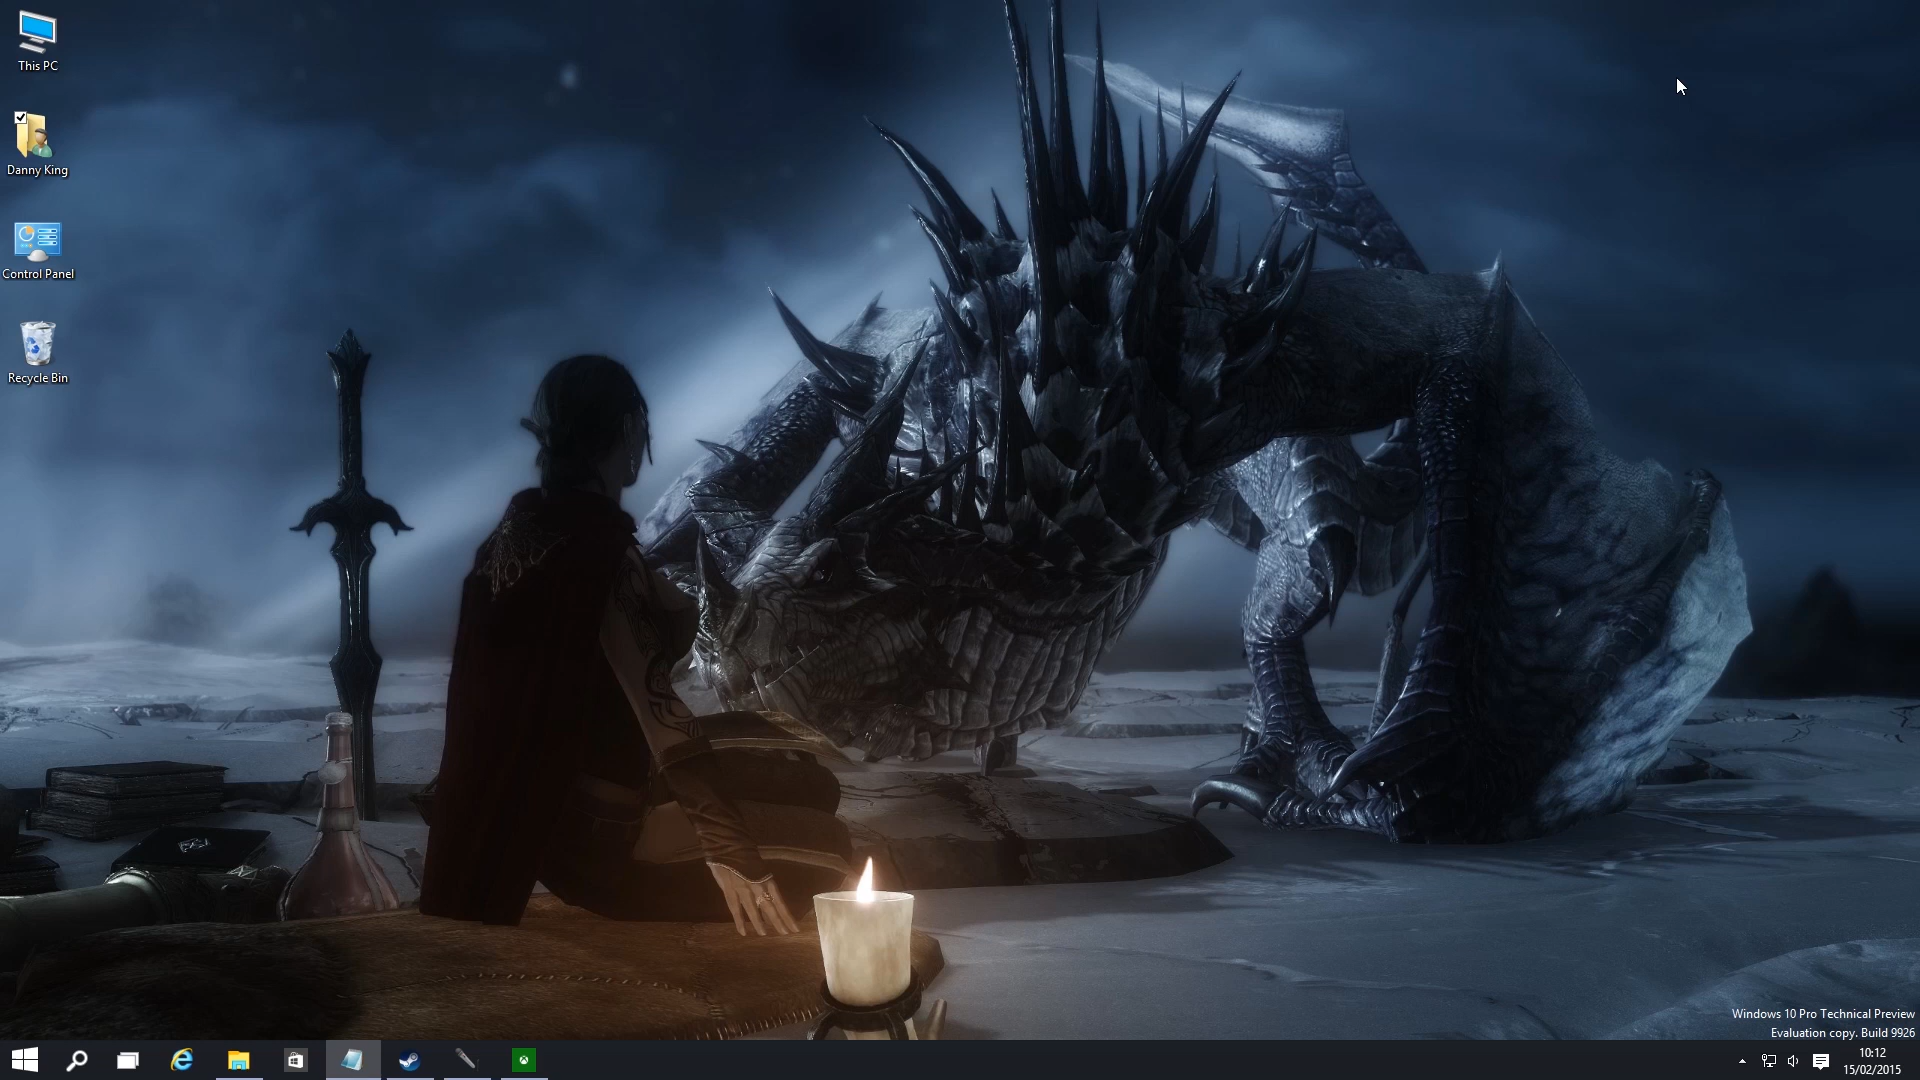 This PC
Danny King
Control Panel
Recycle Bin
Windows 10 Pro Technical Preview
Evaluation copy. Build 9926
10:12
15/02/2015